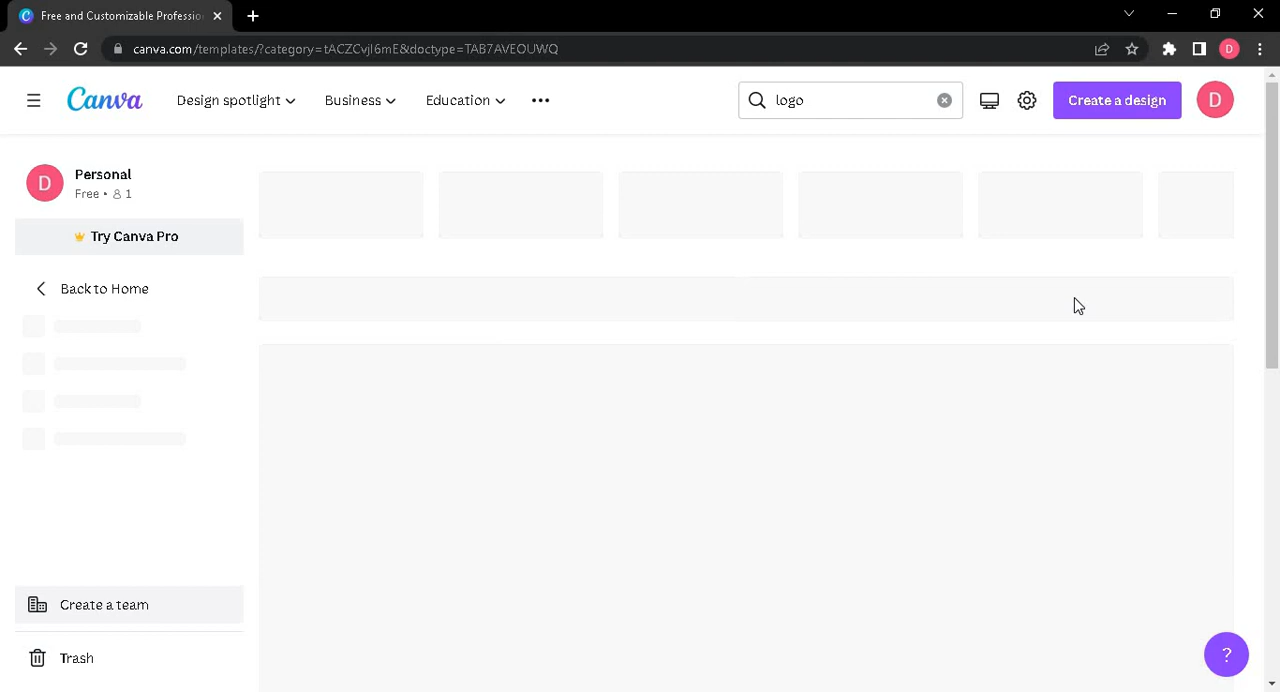 Free and Customizable Professio
canva.com/templates/?category=tACZCvjI6mE&doctype=TAB7AVEOUWQ
D
Canva
Design spotlight
Business
Education
logo
Create a design
D
D
Personal
Free • 1
Try Canva Pro
Back to Home
Create a team
Trash
?